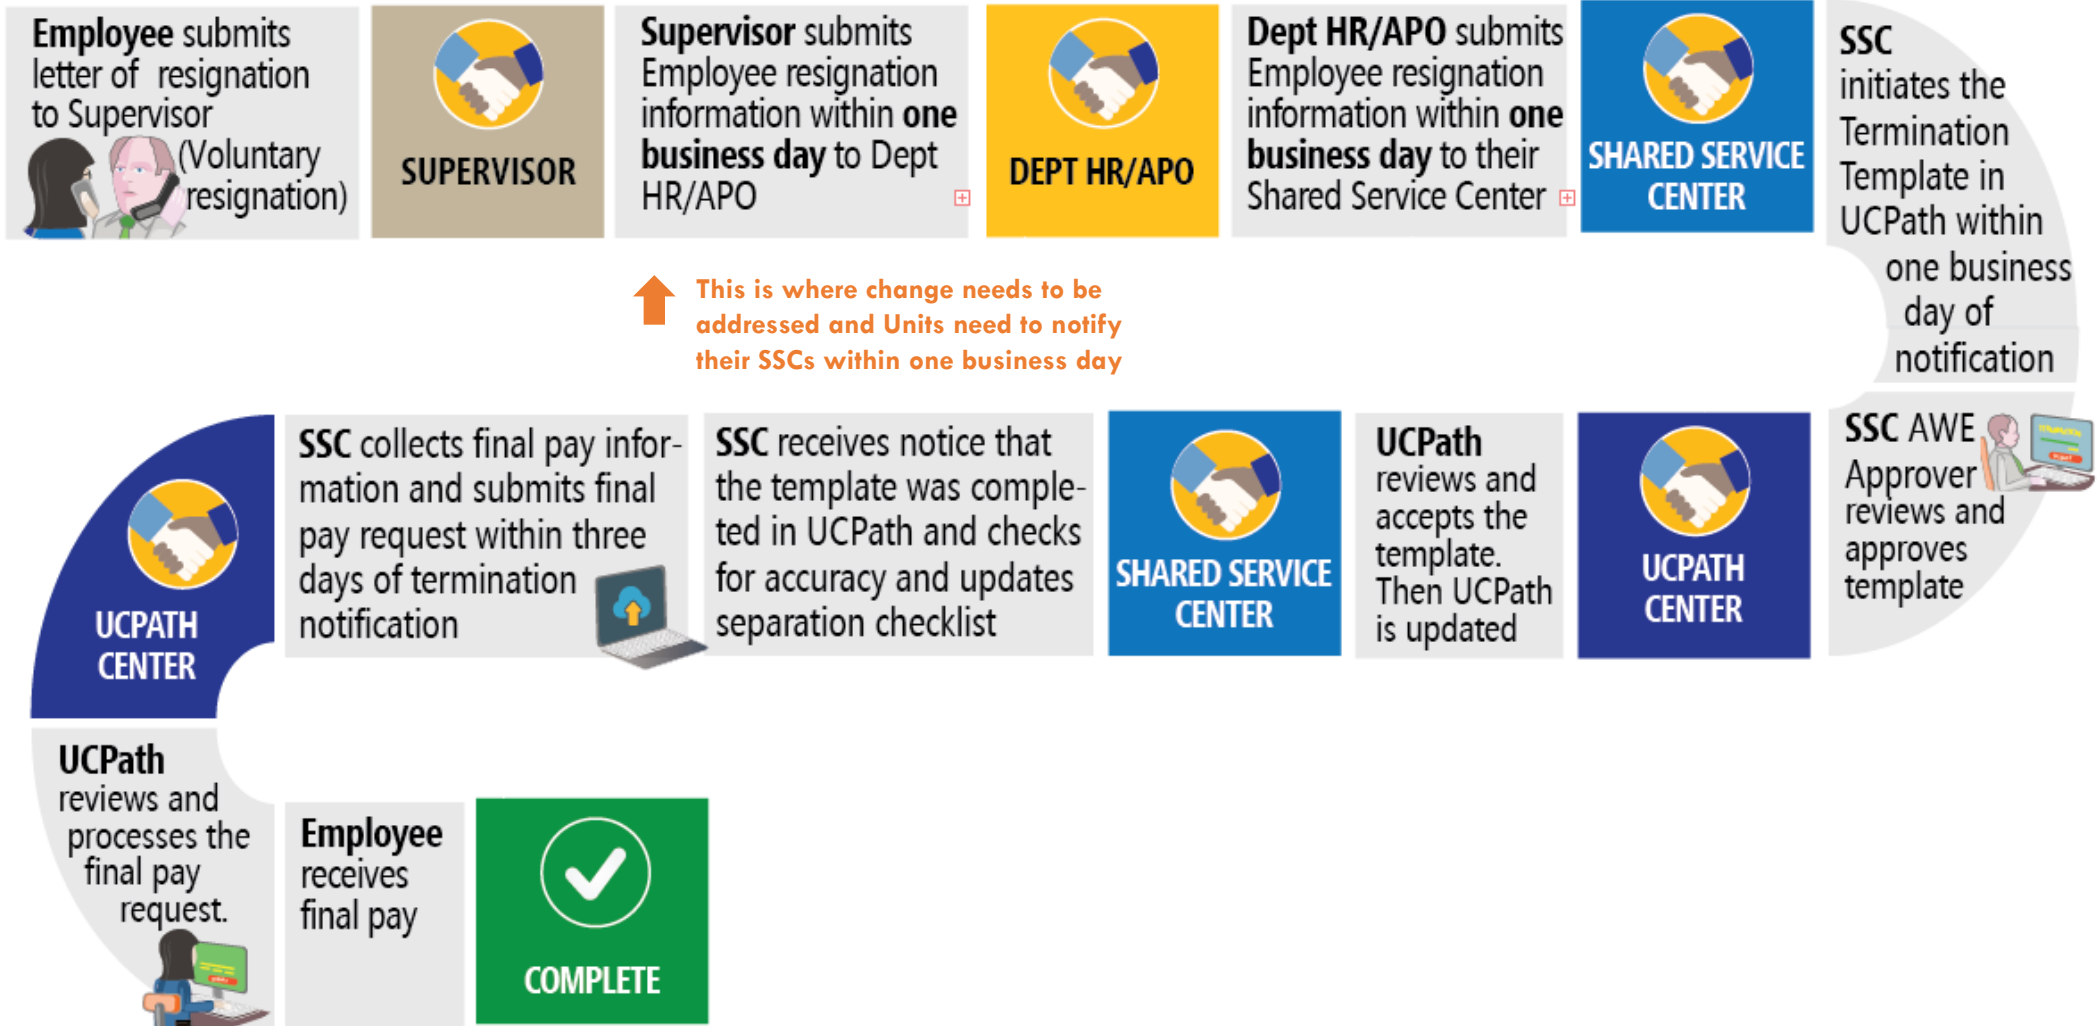 Employee submits
letter of resignation
to Supervisor
(Voluntary
resignation)
SUPERVISOR
Supervisor submits
Employee resignation
information within one
business day to Dept
HR/APO
DEPT HR/APO
Dept HR/APO submits
Employee resignation
information within one
business day to their
Shared Service Center
SHARED SERVICE
CENTER
SSC
initiates the
Termination
Template in
UCPath within
one business
day of
notification
This is where change needs to be
addressed and Units need to notify
their SSCs within one business day
SSC AWE
Approver
reviews and
approves
template
UCPATH
CENTER
UCPath
reviews and
accepts the
template.
Then UCPath
is updated
SHARED SERVICE
CENTER
SSC receives notice that
the template was comple-
ted in UCPath and checks
for accuracy and updates
separation checklist
SSC collects final pay infor-
mation and submits final
pay request within three
days of termination
notification
UCPATH
CENTER
UCPath
reviews and
processes the
final pay
request.
Employee
receives
final pay
COMPLETE